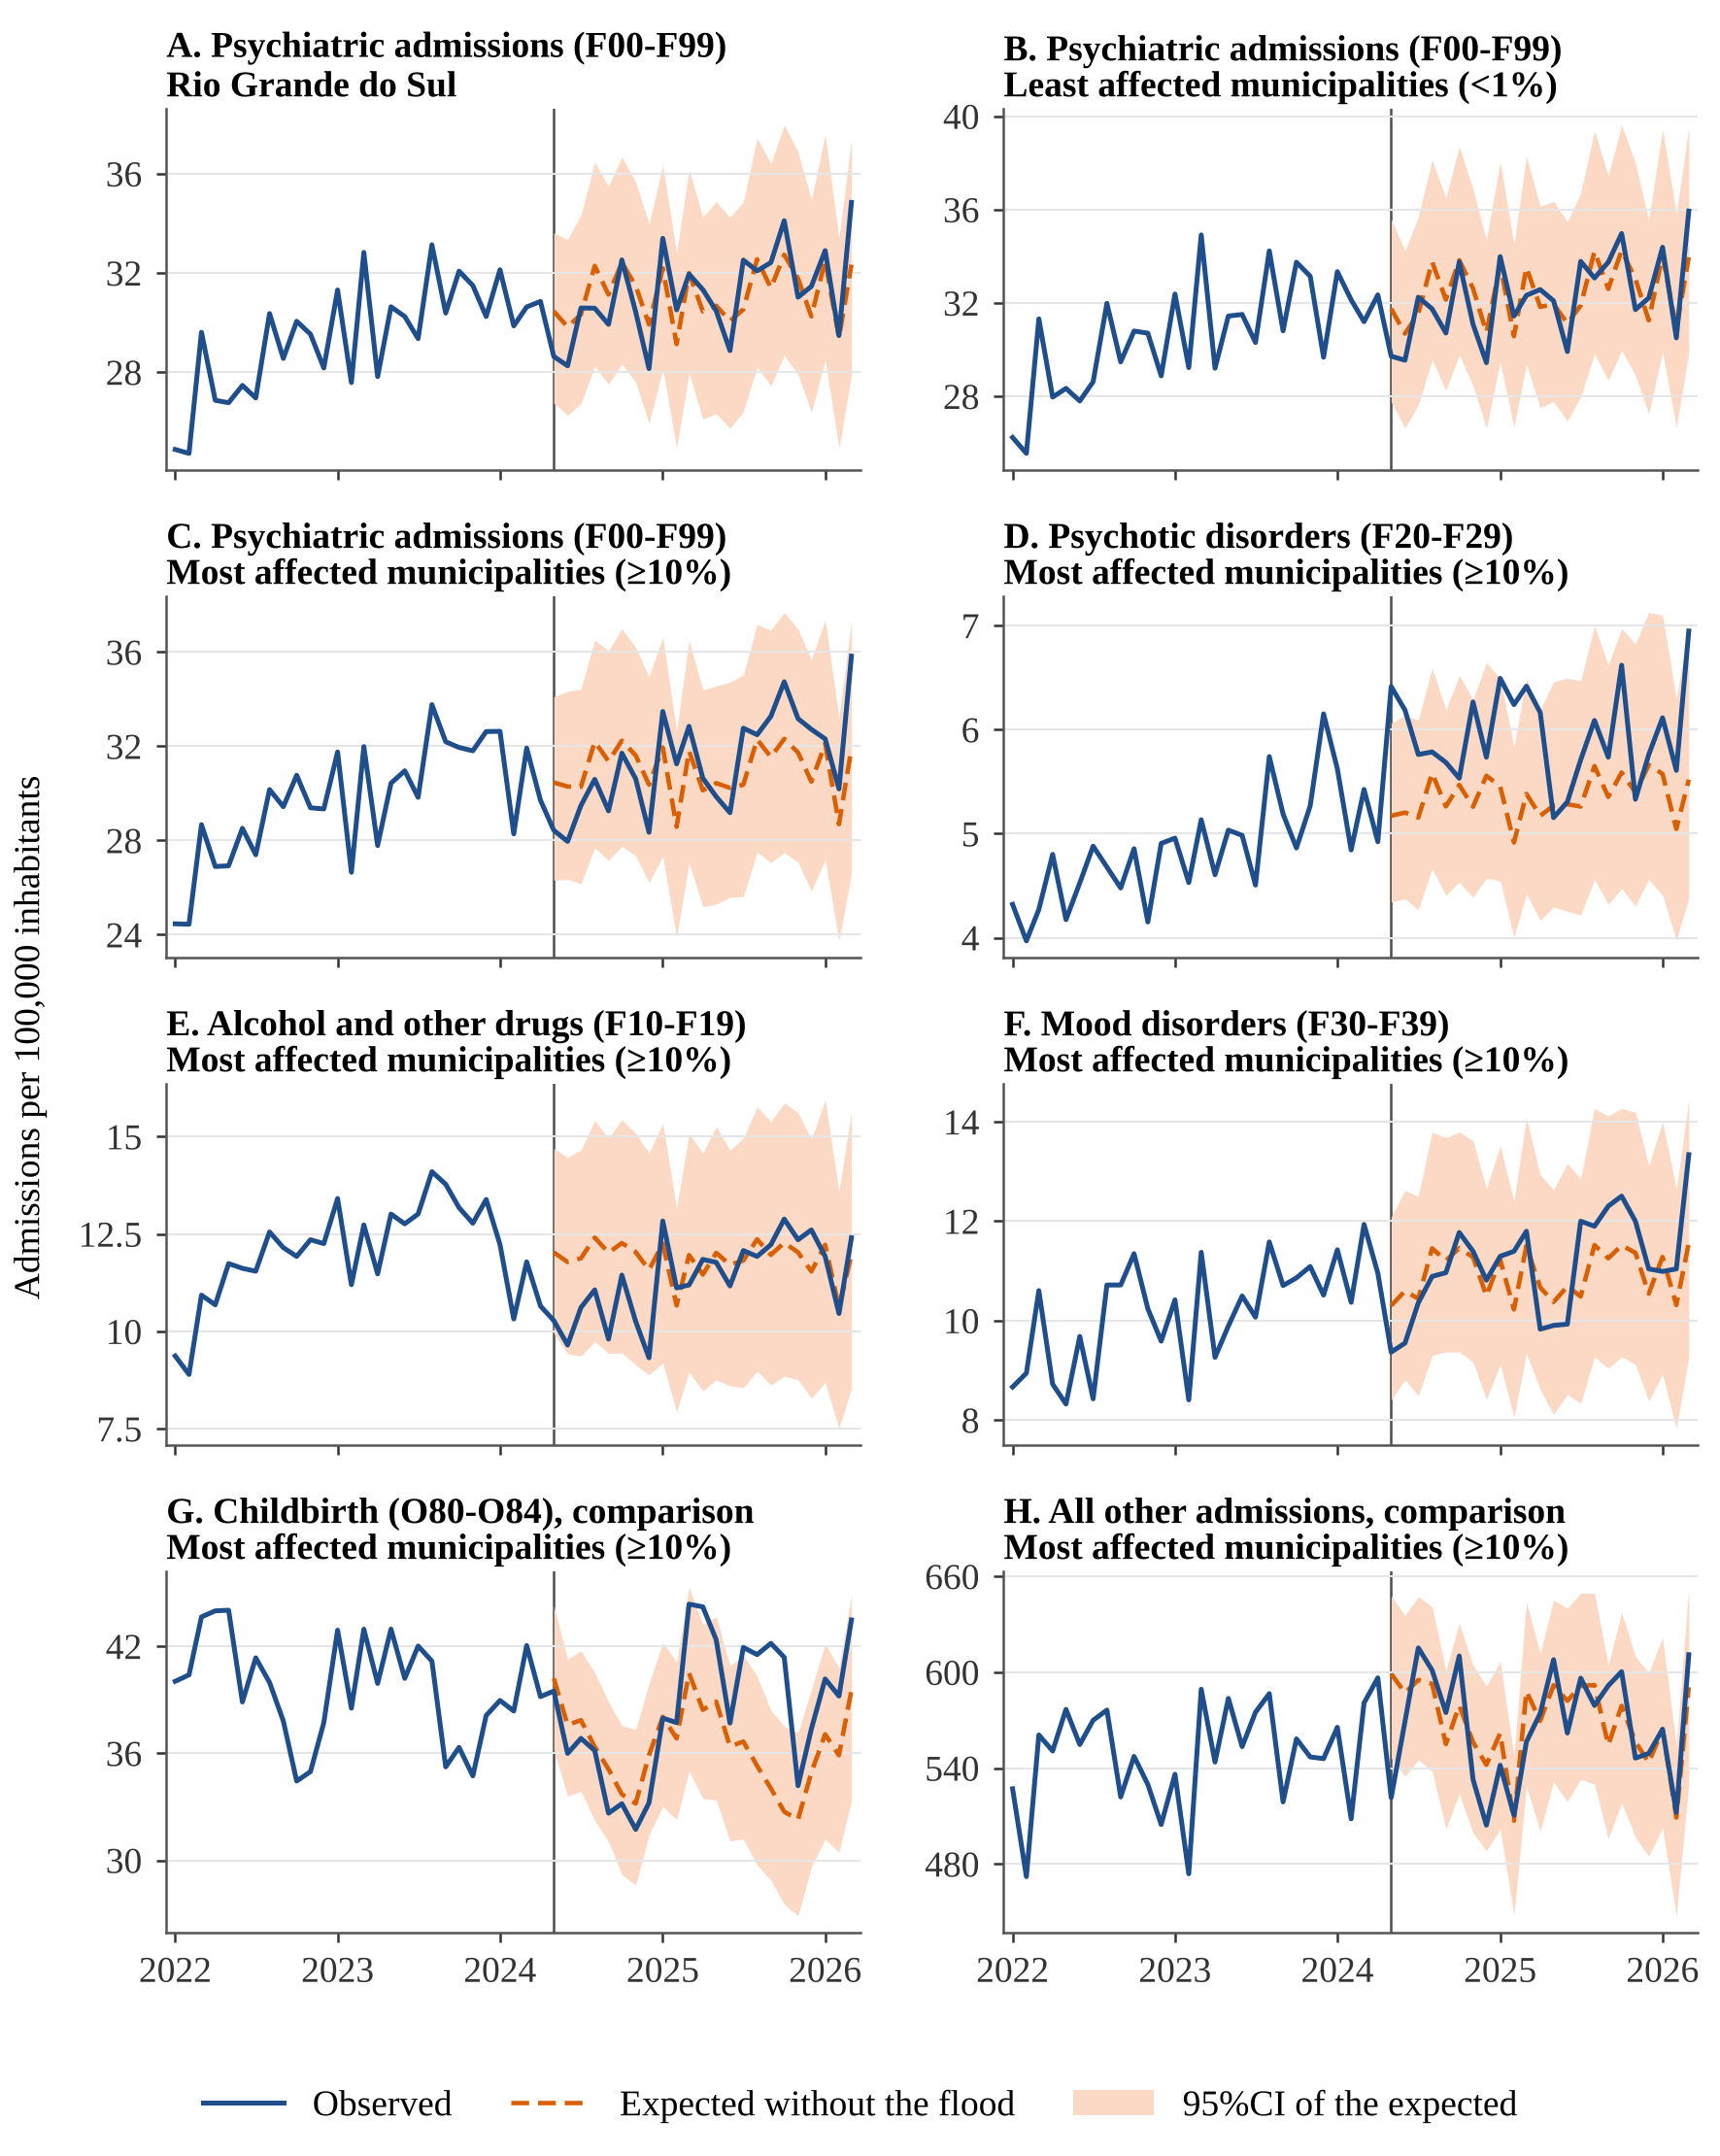 A. Psychiatric admissions (F00-F99)
Rio Grande do Sul
36
32
28
B. Psychiatric admissions (F00-F99)
Least affected municipalities (<1%)
40
36
32
28
C. Psychiatric admissions (F00-F99)
Most affected municipalities (≥10%)
36
32
28
24
D. Psychotic disorders (F20-F29)
Most affected municipalities (≥10%)
7
6
5
4
Admissions per 100,000 inhabitants
E. Alcohol and other drugs (F10-F19)
Most affected municipalities (≥10%)
15
12.5
10
7.5
F. Mood disorders (F30-F39)
Most affected municipalities (≥10%)
14
12
10
8
G. Childbirth (O80-O84), comparison
Most affected municipalities (≥10%)
42
36
30
2022 2023 2024 2025 2026
H. All other admissions, comparison
Most affected municipalities (≥10%)
660
600
540
480
2022 2023 2024 2025 2026
Observed Expected without the flood 95%CI of the expected